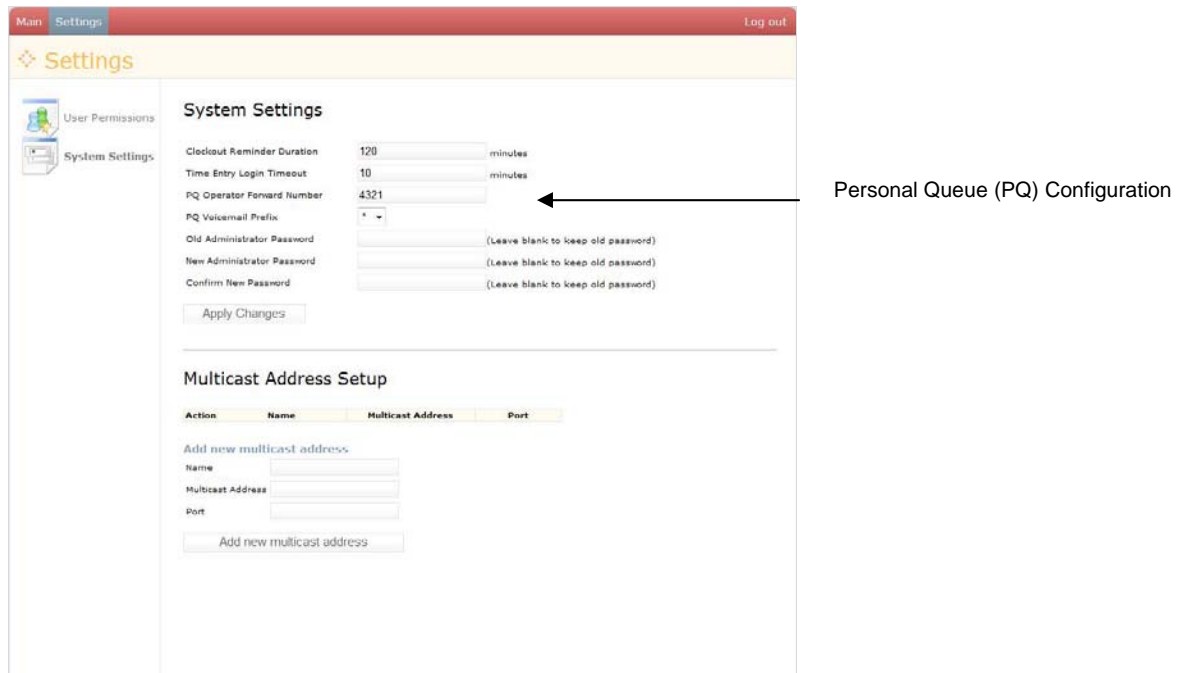 Main Settings Log out
Settings
User Permissions
System Settings
System Settings
Clockout Reminder Duration 120 minutes
Time Entry Login Timeout 10 minutes
PQ Operator Forward Number 4321
PQ Voicemail Prefix *
Old Administrator Password (Leave blank to keep old password)
New Administrator Password (Leave blank to keep old password)
Confirm New Password (Leave blank to keep old password)
Apply Changes
Personal Queue (PQ) Configuration
Multicast Address Setup
Action Name Multicast Address Port
Add new multicast address
Name
Multicast Address
Port
Add new multicast address